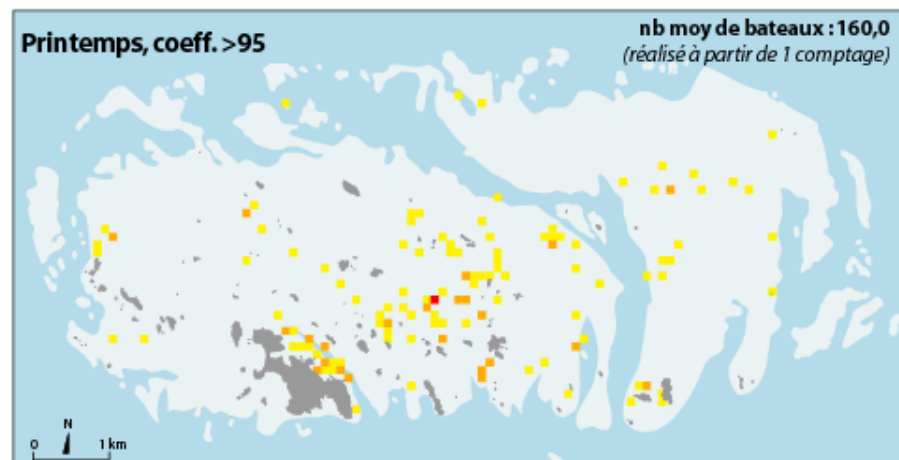 Printemps, coeff. >95
nb moy de bateaux : 160,0
(réalisé à partir de 1 comptage)
N
0 1 km